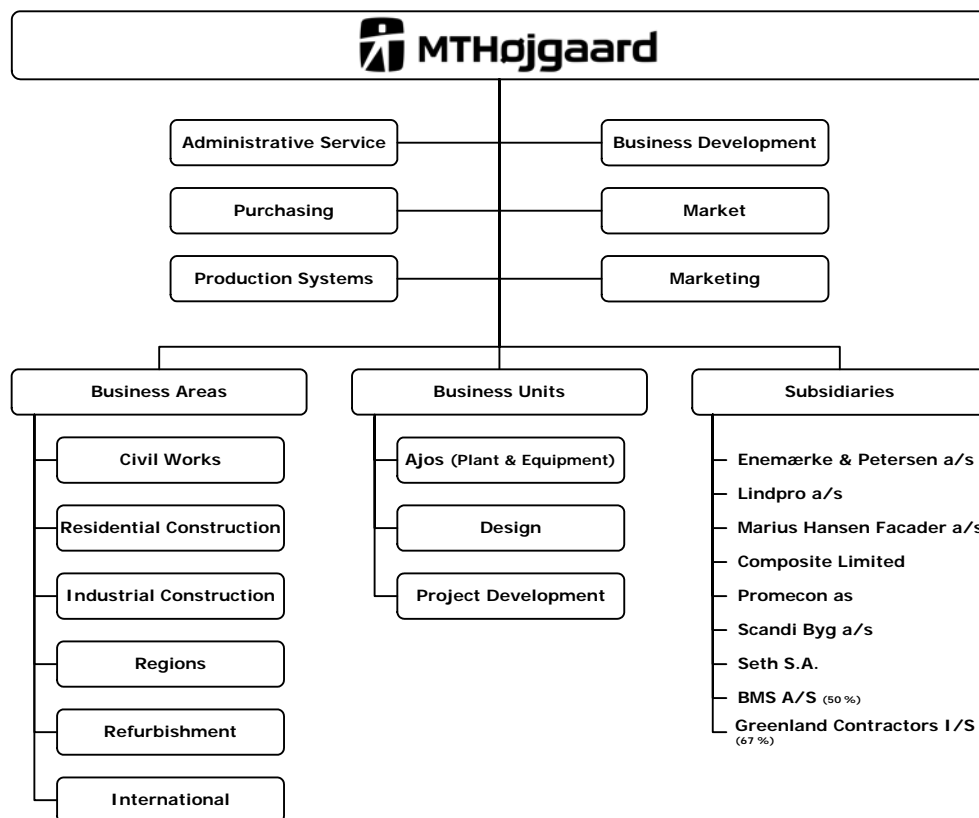 MTHøjgaard
Administrative Service
Business Development
Purchasing
Market
Production Systems
Marketing
Business Areas
Business Units
Subsidiaries
Civil Works
Residential Construction
Industrial Construction
Regions
Refurbishment
International
Ajos (Plant & Equipment)
Design
Project Development
Enemærke & Petersen a/s
Lindpro a/s
Marius Hansen Facader a/s
Composite Limited
Promecon as
Scandi Byg a/s
Seth S.A.
BMS A/S (50 %)
Greenland Contractors I/S
(67 %)